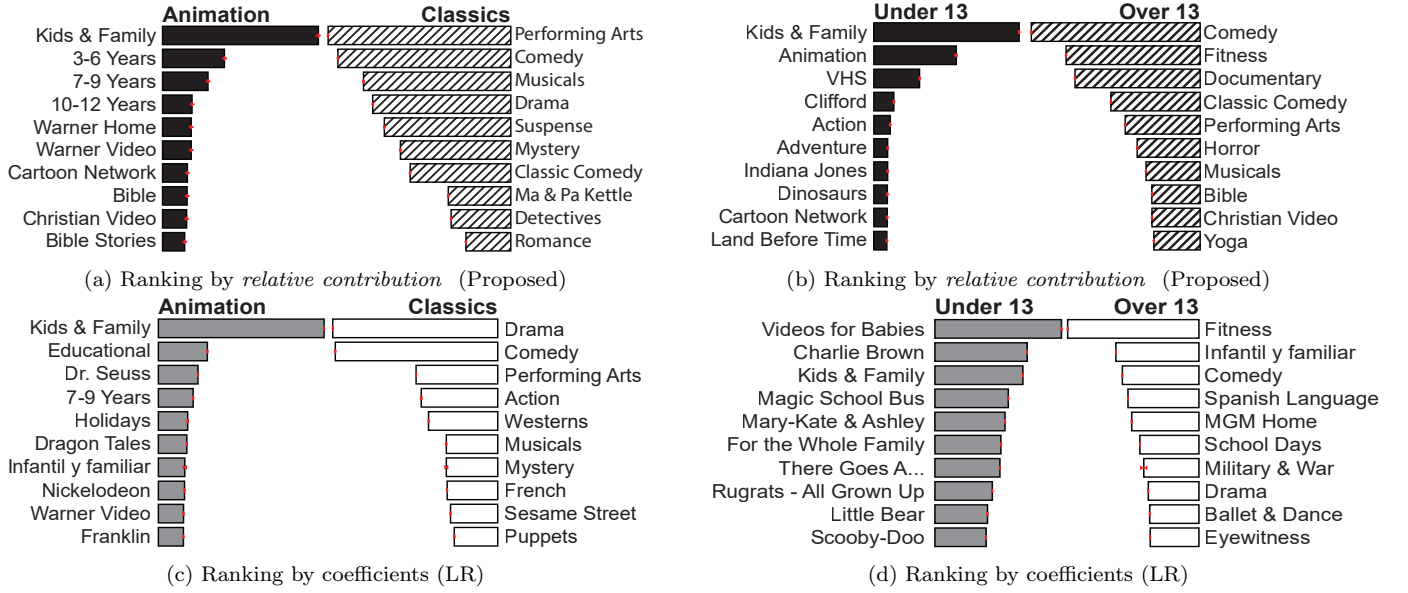 Animation Classics
Kids & Family Performing Arts
3-6 Years Comedy
7-9 Years Musicals
10-12 Years Drama
Warner Home Suspense
Warner Video Mystery
Cartoon Network Classic Comedy
Bible Ma & Pa Kettle
Christian Video Detectives
Bible Stories Romance
(a) Ranking by relative contribution (Proposed)
Under 13 Over 13
Kids & Family Comedy
Animation Fitness
VHS Documentary
Clifford Classic Comedy
Action Performing Arts
Adventure Horror
Indiana Jones Musicals
Dinosaurs Bible
Cartoon Network Christian Video
Land Before Time Yoga
(b) Ranking by relative contribution (Proposed)
Animation Classics
Kids & Family Drama
Educational Comedy
Dr. Seuss Performing Arts
7-9 Years Action
Holidays Westerns
Dragon Tales Musicals
Infantil y familiar Mystery
Nickelodeon French
Warner Video Sesame Street
Franklin Puppets
(c) Ranking by coefficients (LR)
Under 13 Over 13
Videos for Babies Fitness
Charlie Brown Infantil y familiar
Kids & Family Comedy
Magic School Bus Spanish Language
Mary-Kate & Ashley MGM Home
For the Whole Family School Days
There Goes A... Military & War
Rugrats - All Grown Up Drama
Little Bear Ballet & Dance
Scooby-Doo Eyewitness
(d) Ranking by coefficients (LR)